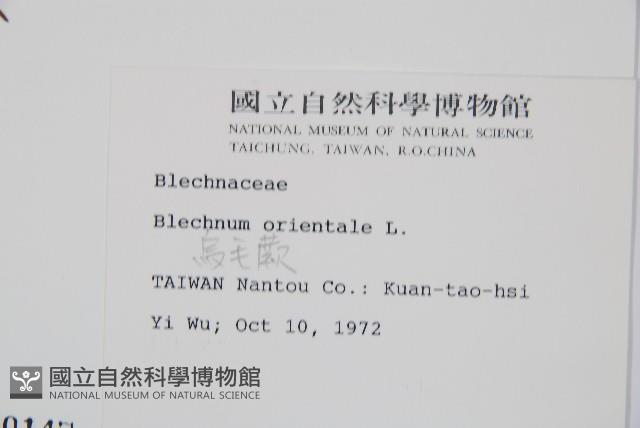 國立自然科學博物館
NATIONAL MUSEUM OF NATURAL SCIENCE
TAICHUNG, TAIWAN, R.O.CHINA
Blechnaceae
Blechnum orientale L.
烏毛蕨
TAIWAN Nantou Co.: Kuan-tao-hsi
Yi Wu; Oct 10, 1972
國立自然科學博物館
NATIONAL MUSEUM OF NATURAL SCIENCE